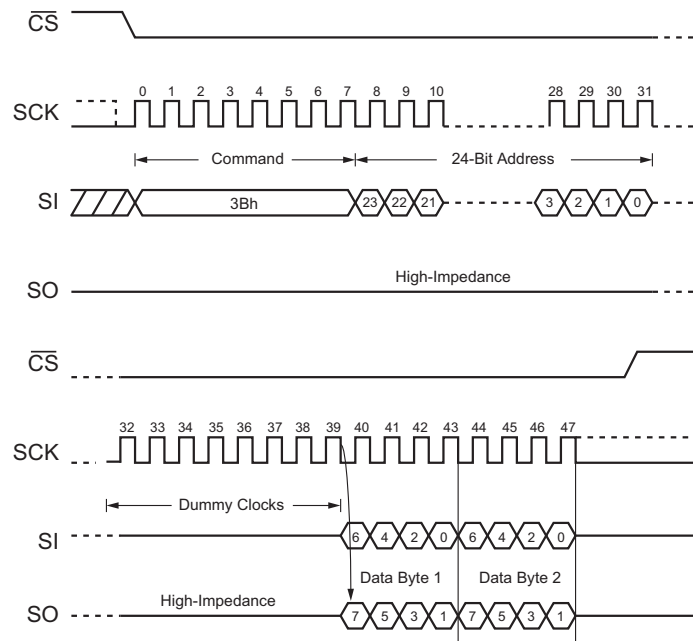 CS
0 1 2 3 4 5 6 7 8 9 10 28 29 30 31
SCK
Command 24-Bit Address
SI 3Bh 23 22 21 3 2 1 0
High-Impedance
SO
CS
32 33 34 35 36 37 38 39 40 41 42 43 44 45 46 47
SCK
Dummy Clocks
SI 6 4 2 0 6 4 2 0
Data Byte 1 Data Byte 2
High-Impedance
SO 7 5 3 1 7 5 3 1